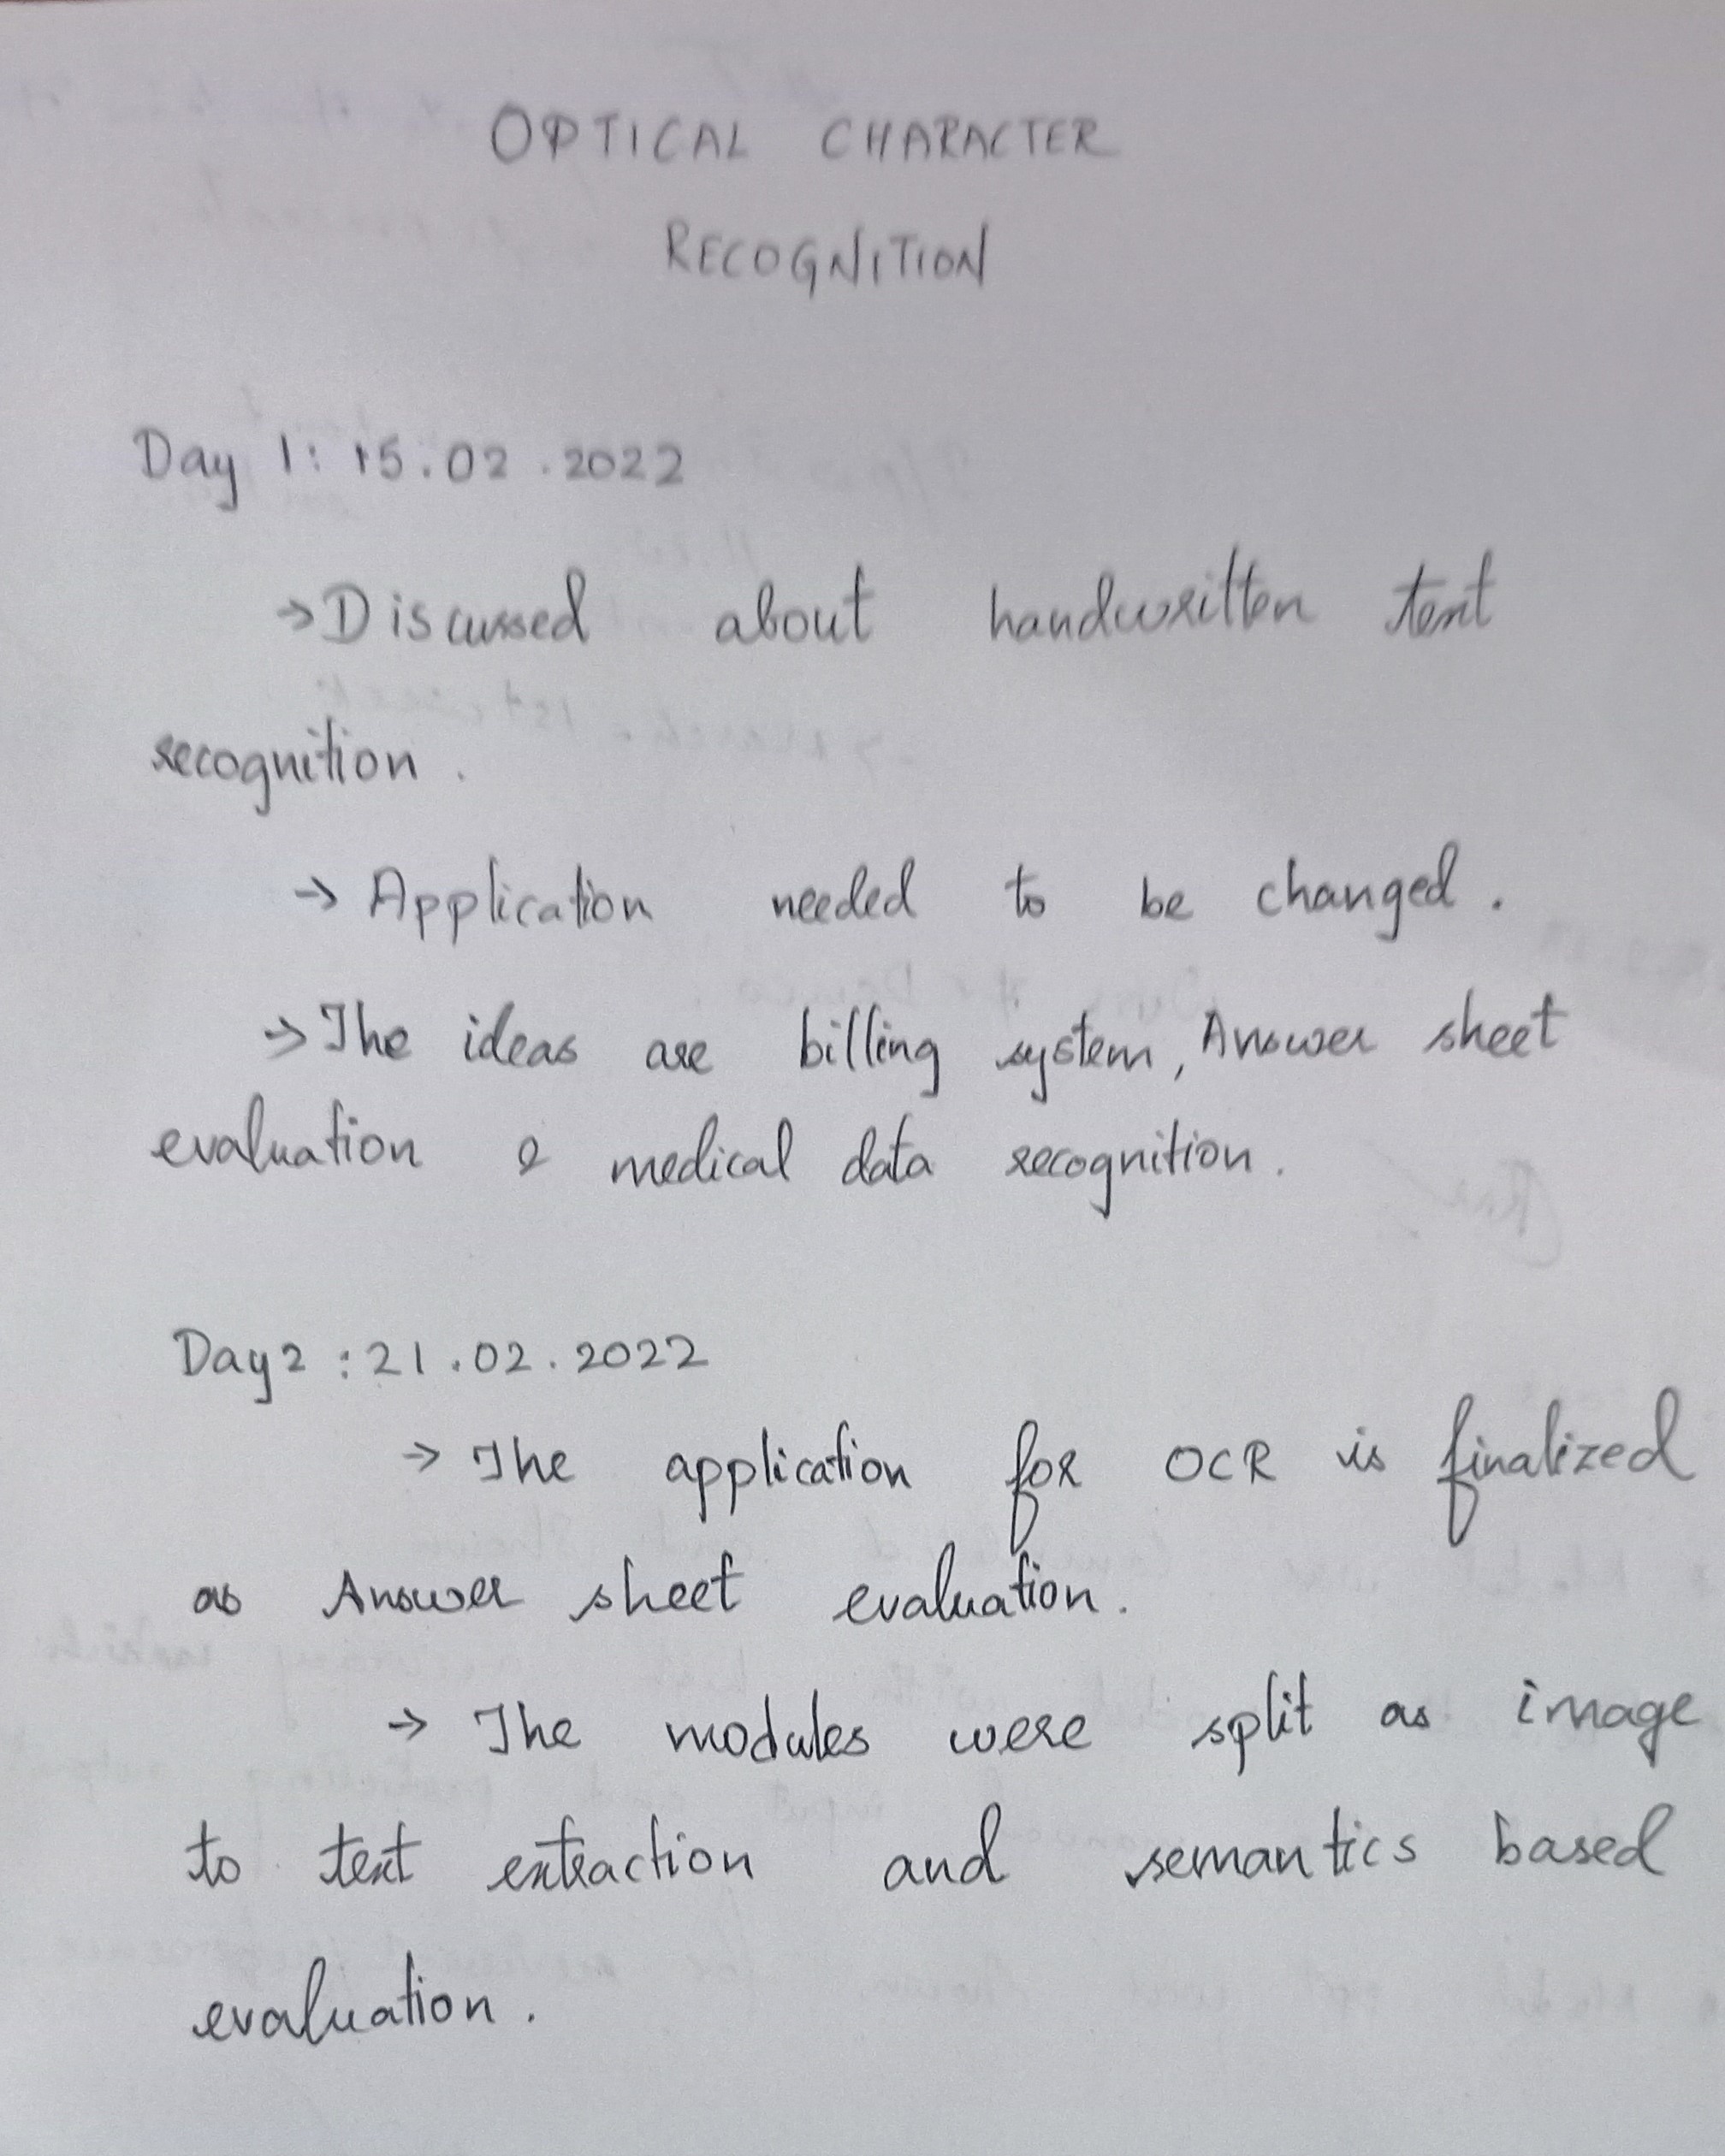 OPTICAL CHARACTER
RECOGNITION
Day 1: 15.02.2022
→ Discussed about handwritten text
recognition.
→ Application needed to be changed.
→ The ideas are billing system, Answer sheet
evaluation & medical data recognition.
Day 2 : 21.02.2022
→ The application for OCR is finalized
as Answer sheet evaluation.
→ The modules were split as image
to text extraction and semantics based
evaluation.